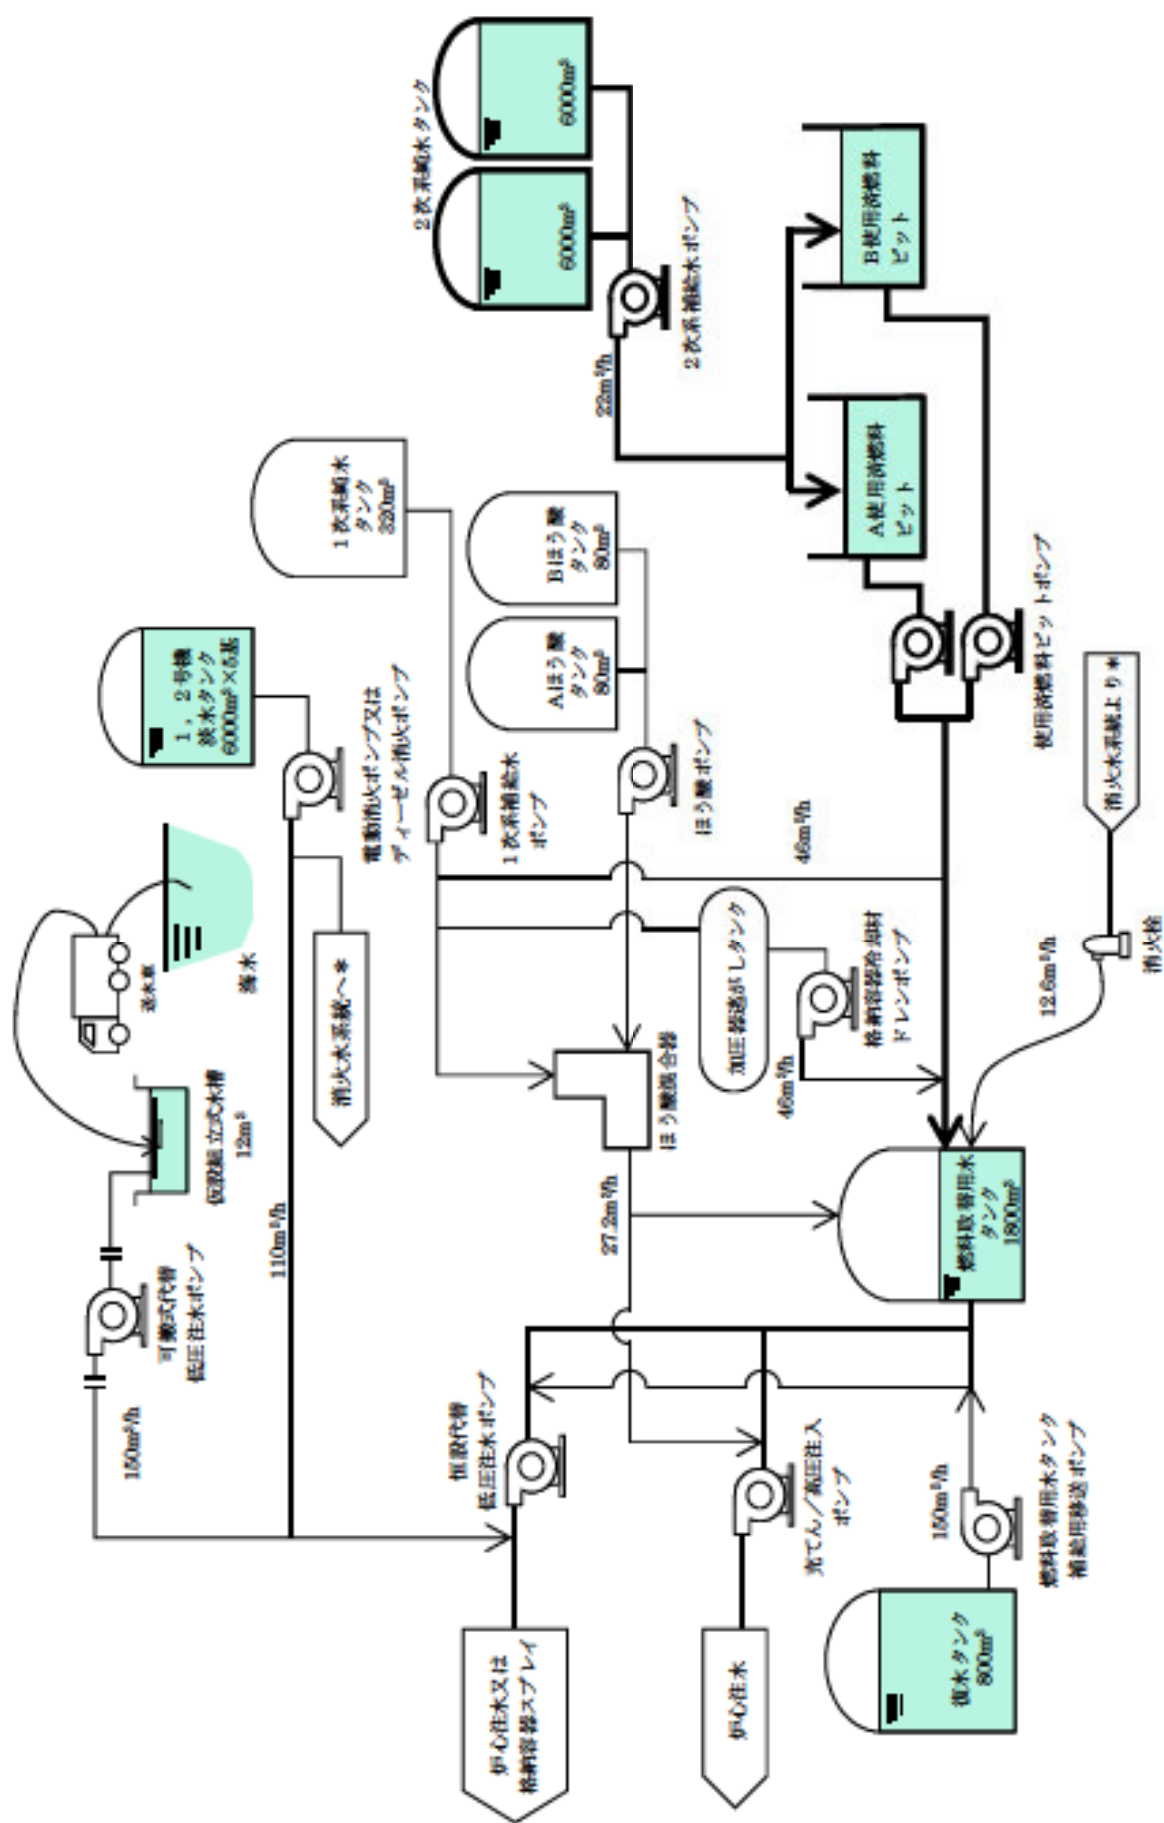 2次系純水タンク
6000m³
6000m³
2次系補給水ポンプ
22m³/h
B使用済燃料
ピット
A使用済燃料
ピット
使用済燃料ピットポンプ
1次系純水
タンク
320m³
Bほう酸
タンク
80m³
Aほう酸
タンク
80m³
1，2号機
淡水タンク
6000m³×5基
電動消火ポンプ又は
ディーゼル消火ポンプ
1次系補給水
ポンプ
ほう酸ポンプ
46m³/h
消火水系統より＊
消火栓
12.6m³/h
送水車
海水
消火水系統へ＊
加圧器逃がしタンク
格納容器冷却材
ドレンポンプ
46m³/h
ほう酸混合器
27.2m³/h
仮設組立式水槽
12m³
110m³/h
燃料取替用水
タンク
1800m³
可搬式代替
低圧注水ポンプ
150m³/h
恒設代替
低圧注水ポンプ
充てん／高圧注入
ポンプ
150m³/h
燃料取替用水タンク
補給用移送ポンプ
炉心注水又は
格納容器スプレイ
炉心注水
復水タンク
800m³